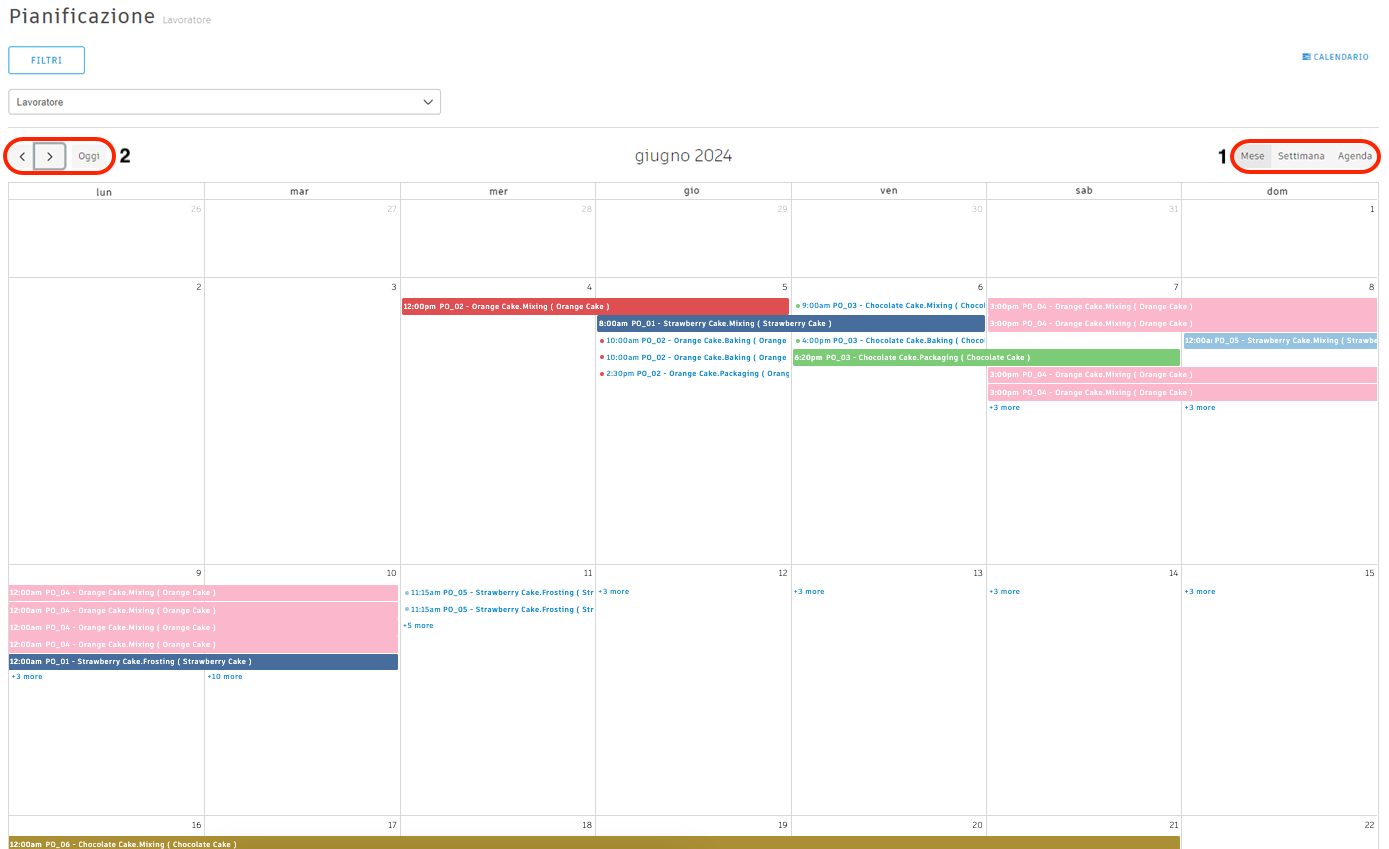 Pianificazione Lavoratore
FILTRI
CALENDARIO
Lavoratore
Oggi 2
giugno 2024
1 Mese Settimana Agenda
lun mar mer gio ven sab dom
26 27 28 29 30 31 1
2 3 4 5 6 7 8
12:00pm PO_02 - Orange Cake.Mixing ( Orange Cake )
9:00am PO_03 - Chocolate Cake.Mixing ( Chocol
3:00pm PO_04 - Orange Cake.Mixing ( Orange Cake )
8:00am PO_01 - Strawberry Cake.Mixing ( Strawberry Cake )
3:00pm PO_04 - Orange Cake.Mixing ( Orange Cake )
10:00am PO_02 - Orange Cake.Baking ( Orange
4:00pm PO_03 - Chocolate Cake.Baking ( Choco
12:00a PO_05 - Strawberry Cake.Mixing ( Strawbe
10:00am PO_02 - Orange Cake.Baking ( Orange
6:20pm PO_03 - Chocolate Cake.Packaging ( Chocolate Cake )
2:30pm PO_02 - Orange Cake.Packaging ( Orang
3:00pm PO_04 - Orange Cake.Mixing ( Orange Cake )
3:00pm PO_04 - Orange Cake.Mixing ( Orange Cake )
+3 more +3 more
9 10 11 12 13 14 15
12:00am PO_04 - Orange Cake.Mixing ( Orange Cake )
11:15am PO_05 - Strawberry Cake.Frosting ( Str
+3 more +3 more +3 more +3 more
12:00am PO_04 - Orange Cake.Mixing ( Orange Cake )
11:15am PO_05 - Strawberry Cake.Frosting ( Str
12:00am PO_04 - Orange Cake.Mixing ( Orange Cake )
+5 more
12:00am PO_04 - Orange Cake.Mixing ( Orange Cake )
12:00am PO_01 - Strawberry Cake.Frosting ( Strawberry Cake )
+3 more +10 more
16 17 18 19 20 21 22
12:00am PO_06 - Chocolate Cake.Mixing ( Chocolate Cake )